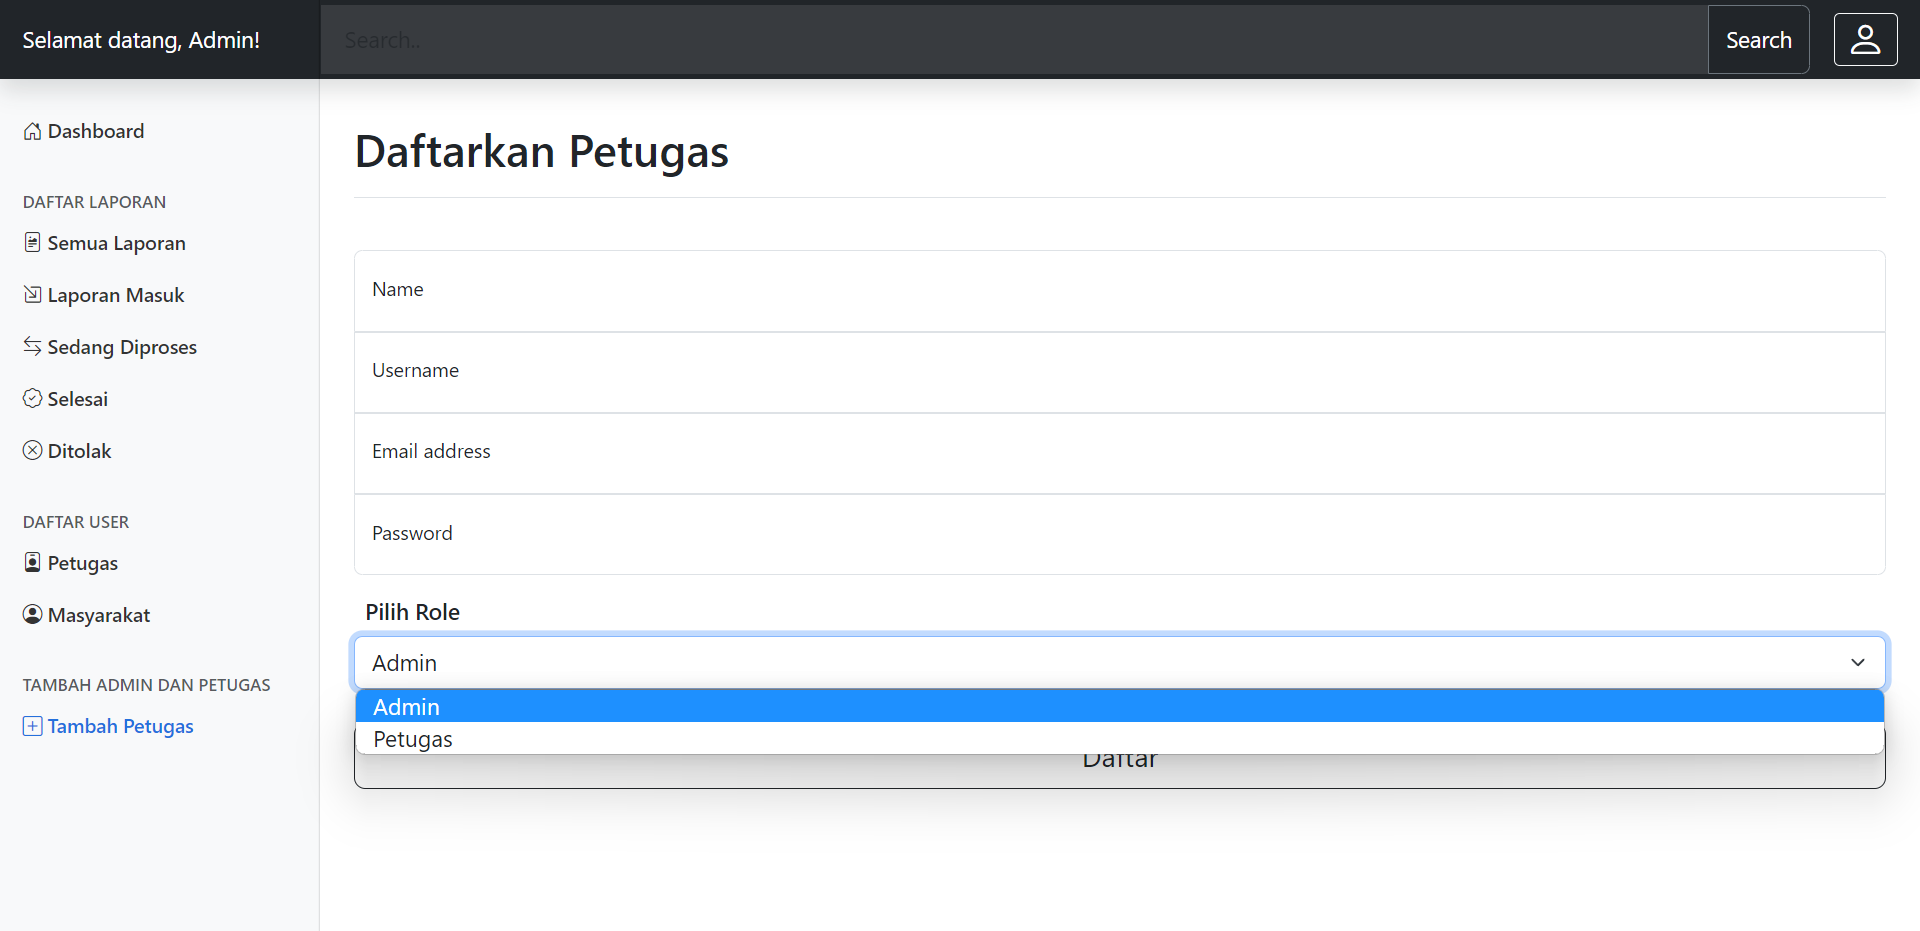 Selamat datang, Admin!
Search..
Search
Dashboard
DAFTAR LAPORAN
Semua Laporan
Laporan Masuk
Sedang Diproses
Selesai
Ditolak
DAFTAR USER
Petugas
Masyarakat
TAMBAH ADMIN DAN PETUGAS
Tambah Petugas
Daftarkan Petugas
Name
Username
Email address
Password
Pilih Role
Admin
Admin
Petugas
Daftar